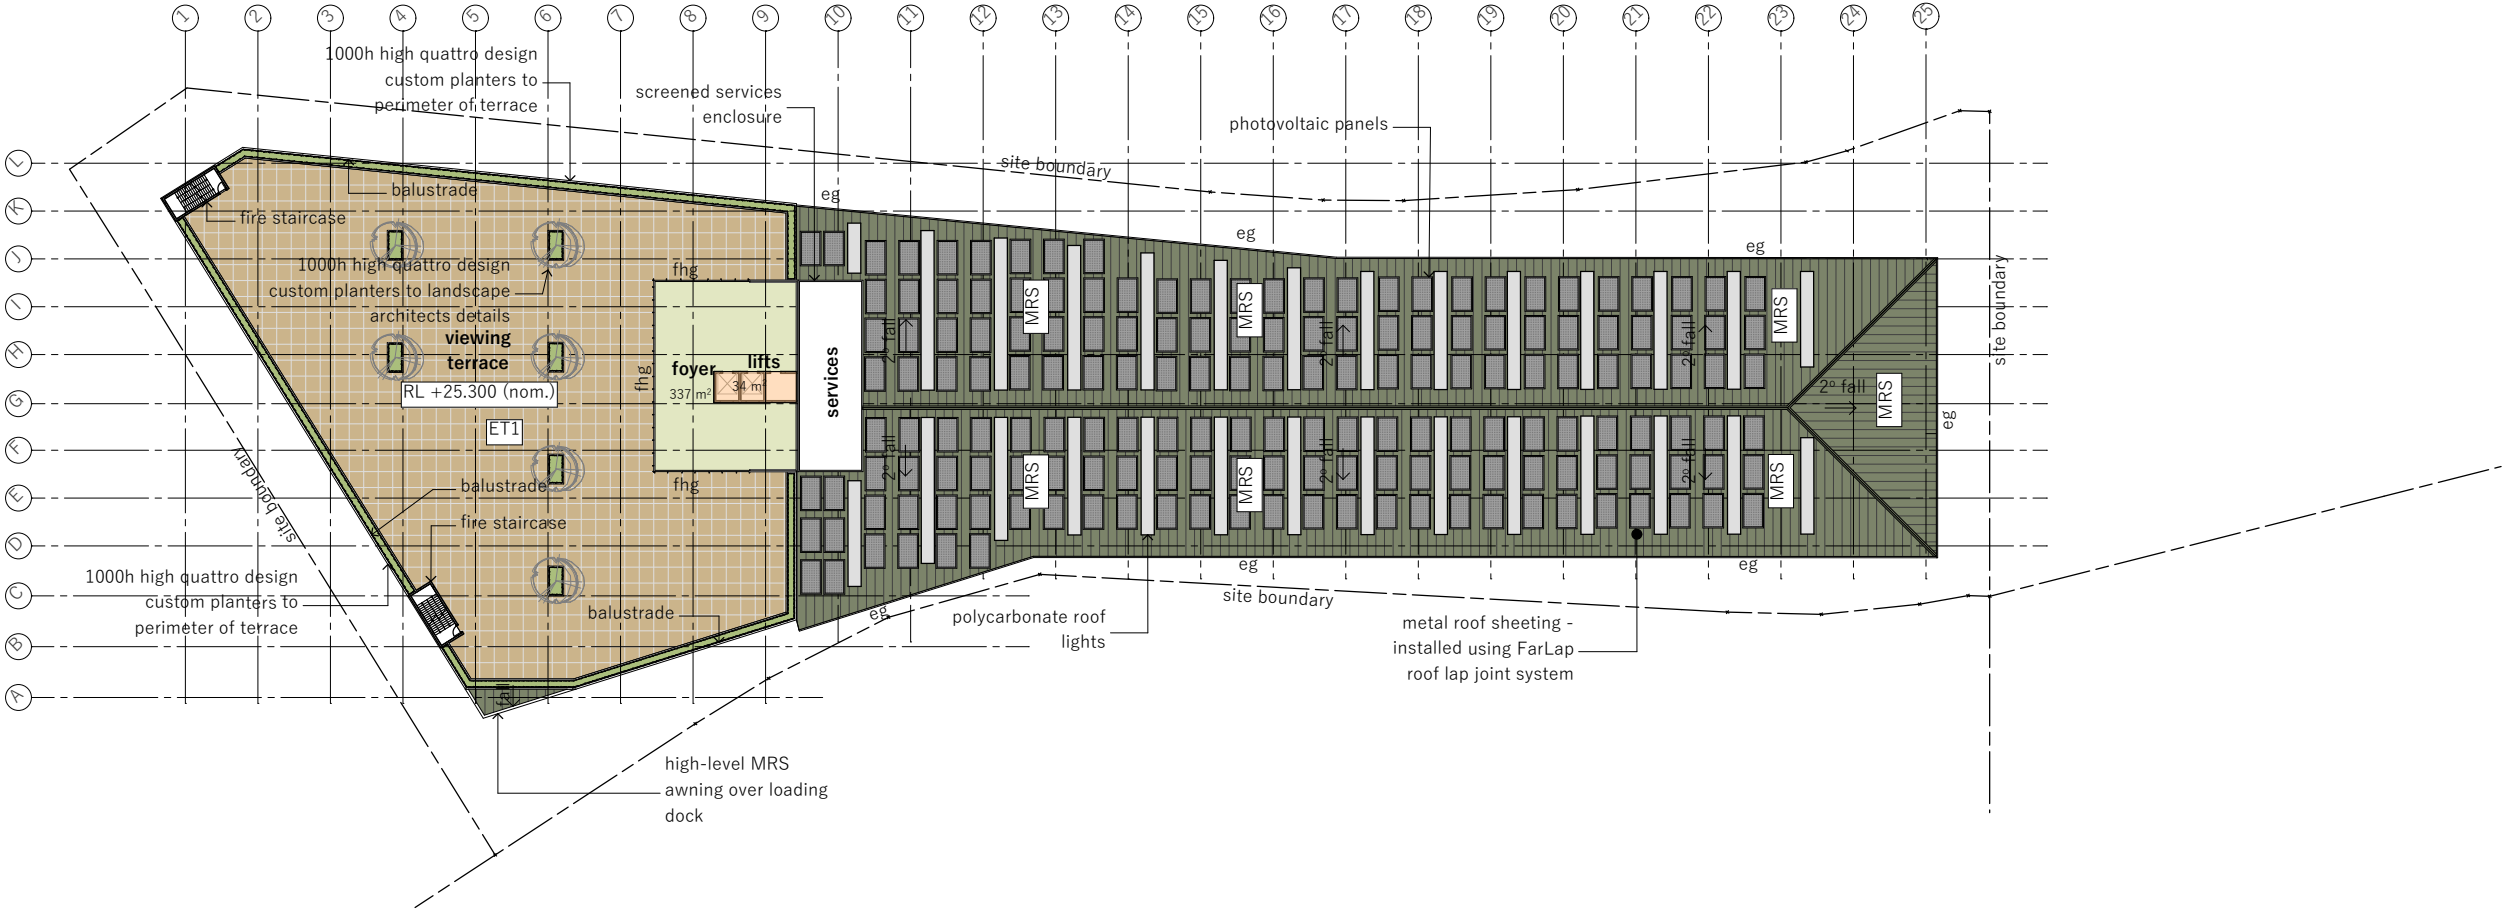 1
2
3
4
5
6
7
8
9
10
11
12
13
14
15
16
17
18
19
20
21
22
23
24
25
L
K
J
I
H
G
F
E
D
C
B
A
1000h high quattro design
custom planters to
perimeter of terrace
screened services
enclosure
photovoltaic panels
site boundary
balustrade
fire staircase
eg
eg
eg
1000h high quattro design
custom planters to landscape
architects details
viewing
terrace
RL +25.300 (nom.)
ET1
fhg
fhg
fhg
foyer
337 m²
lifts
34 m²
services
2º fall
2º fall
2º fall
2º fall
2º fall
2º fall
2º fall
MRS
MRS
MRS
MRS
MRS
MRS
MRS
eg
site boundary
site boundary
balustrade
fire staircase
1000h high quattro design
custom planters to
perimeter of terrace
balustrade
eg
eg
eg
site boundary
polycarbonate roof
lights
metal roof sheeting -
installed using FarLap
roof lap joint system
fall
high-level MRS
awning over loading
dock